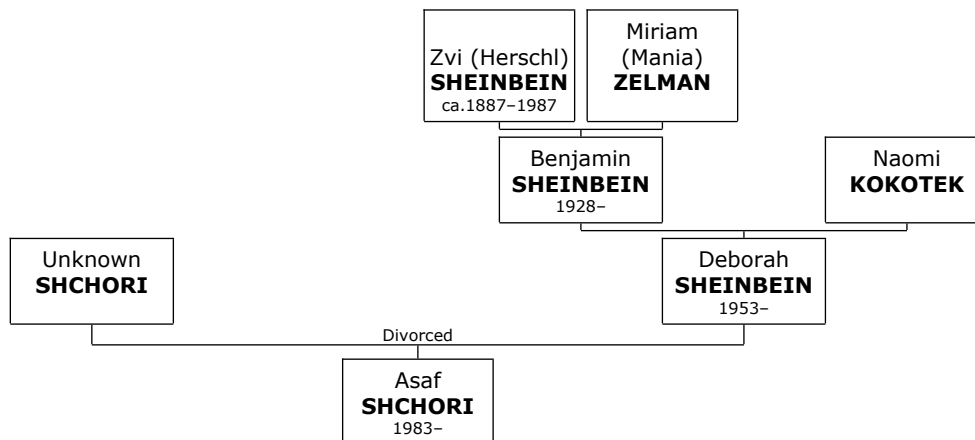 Zvi (Herschl)
SHEINBEIN
ca.1887–1987
Miriam
(Mania)
ZELMAN
Benjamin
SHEINBEIN
1928–
Naomi
KOKOTEK
Unknown
SHCHORI
Deborah
SHEINBEIN
1953–
Divorced
Asaf
SHCHORI
1983–